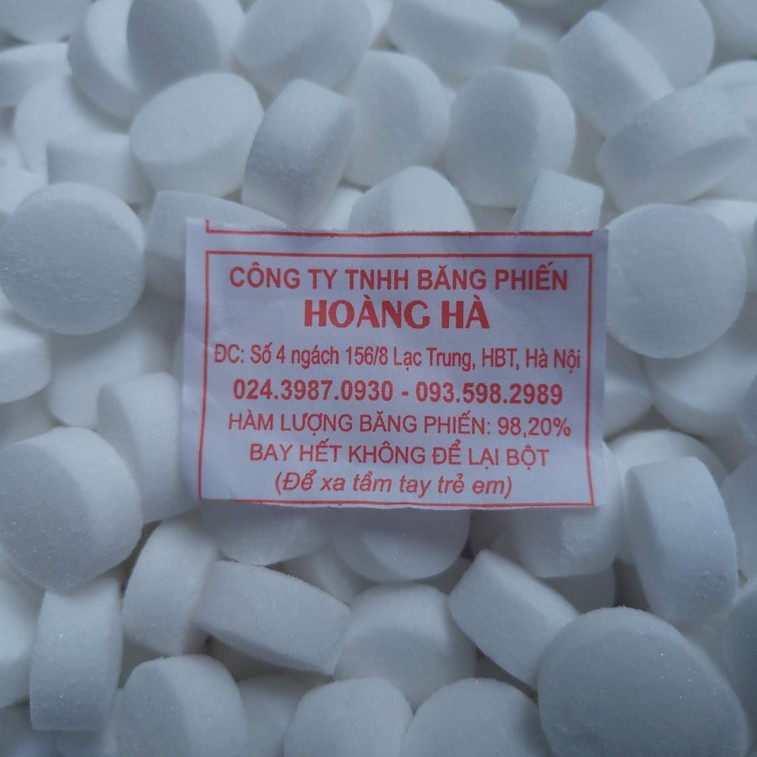 CÔNG TY TNHH BĂNG PHIẾN
HOÀNG HÀ
ĐC: Số 4 ngách 156/8 Lạc Trung, HBT, Hà Nội
024.3987.0930 - 093.598.2989
HÀM LƯỢNG BĂNG PHIẾN: 98,20%
BAY HẾT KHÔNG ĐỂ LẠI BỘT
(Để xa tầm tay trẻ em)